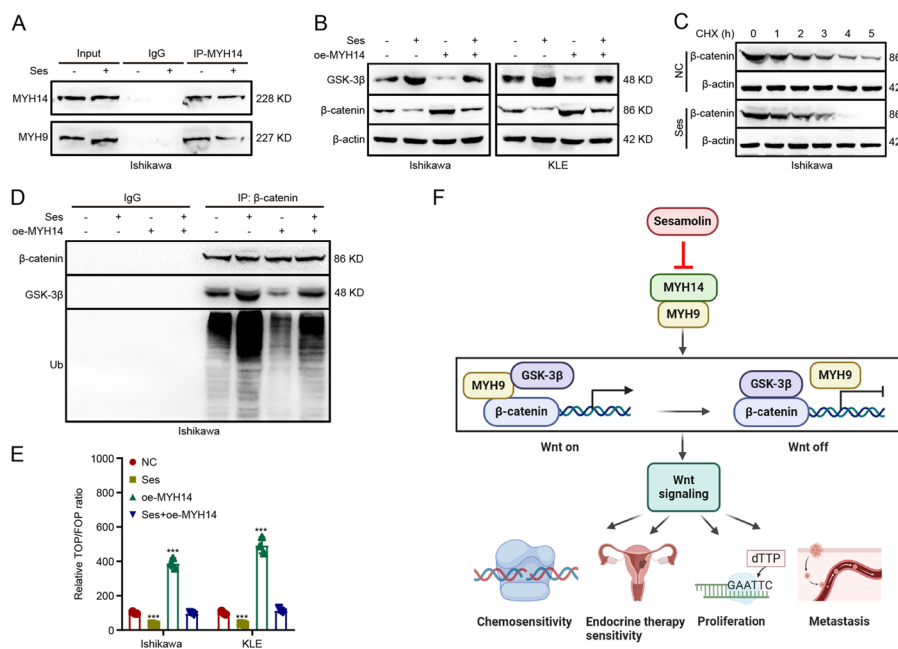 A
Input IgG IP-MYH14
Ses - + - + - +
MYH14 228 KD
MYH9 227 KD
Ishikawa
B
Ses - + - + - + - +
oe-MYH14 - - + + - - + +
GSK-3β 48 KD
β-catenin 86 KD
β-actin 42 KD
Ishikawa KLE
C
CHX (h) 0 1 2 3 4 5
NC
β-catenin 86
β-actin 42
Ses
β-catenin 86
β-actin 42
Ishikawa
D
IgG IP: β-catenin
Ses - + - + - + - +
oe-MYH14 - - + + - - + +
β-catenin 86 KD
GSK-3β 48 KD
Ub
Ishikawa
E
Relative TOP/FOP ratio
1000
800
600
400
200
0
NC
Ses
oe-MYH14
Ses+oe-MYH14
*** *** *** ***
Ishikawa KLE
F
Sesamolin
MYH14
MYH9
MYH9 GSK-3β
β-catenin
Wnt on
GSK-3β MYH9
β-catenin
Wnt off
Wnt
signaling
Chemosensitivity
Endocrine therapy
sensitivity
dTTP
GAATTC
Proliferation
Metastasis